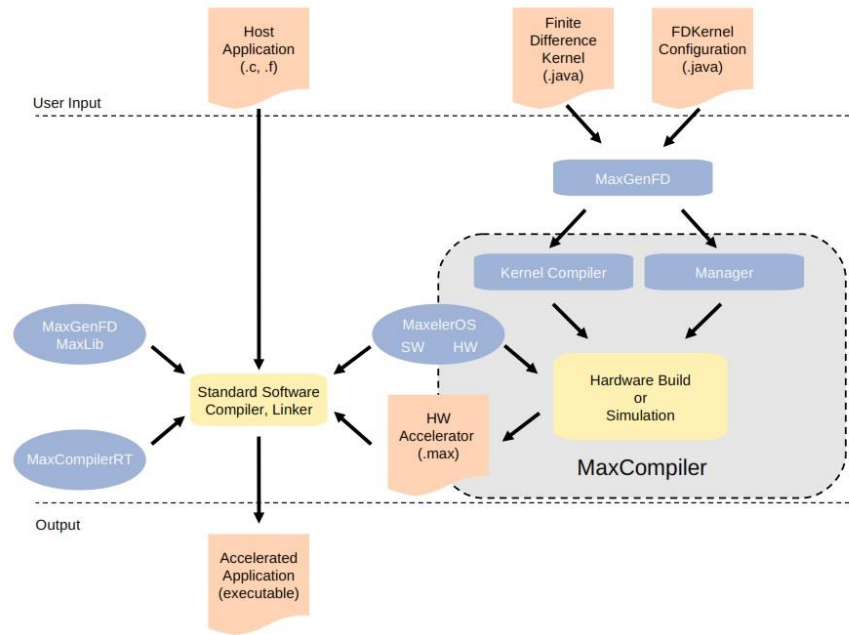 Host
Application
(.c, .f)
Finite
Difference
Kernel
(.java)
FDKernel
Configuration
(.java)
User Input
MaxGenFD
Kernel Compiler
Manager
MaxGenFD
MaxLib
MaxelerOS
SW HW
Standard Software
Compiler, Linker
Hardware Build
or
Simulation
HW
Accelerator
(.max)
MaxCompilerRT
MaxCompiler
Output
Accelerated
Application
(executable)